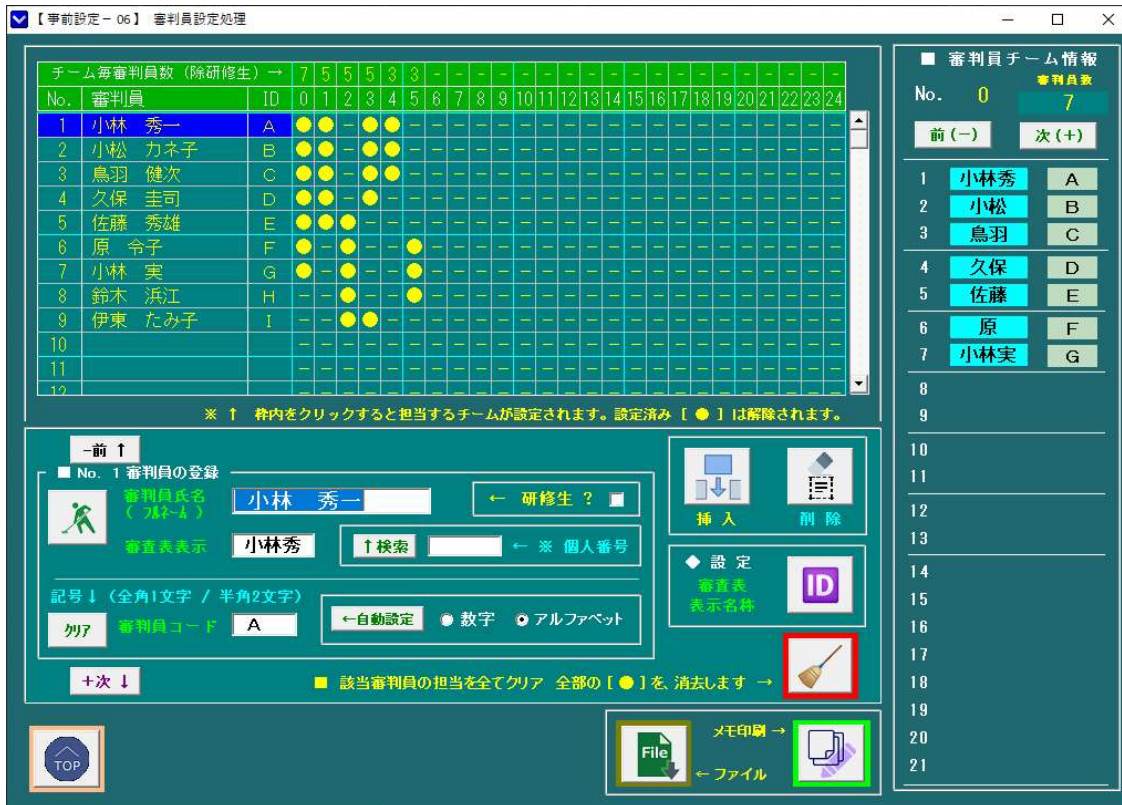 【事前設定－06】 審判員設定処理
チーム毎審判員数（除研修生）→ 7 5 5 5 3 3 - - - - - - - - - - - - - - - - - - -
No. 審判員 ID 0 1 2 3 4 5 6 7 8 9 10 11 12 13 14 15 16 17 18 19 20 21 22 23 24
1 小林 秀一 A ● ● - ● ● - - - - - - - - - - - - - - - - - - - -
2 小松 カネ子 B ● ● - ● ● - - - - - - - - - - - - - - - - - - - -
3 鳥羽 健次 C ● ● - ● ● - - - - - - - - - - - - - - - - - - - -
4 久保 圭司 D ● ● - ● - - - - - - - - - - - - - - - - - - - - -
5 佐藤 秀雄 E ● ● ● - - - - - - - - - - - - - - - - - - - - - -
6 原 令子 F ● - ● - - ● - - - - - - - - - - - - - - - - - - -
7 小林 実 G ● - ● - - ● - - - - - - - - - - - - - - - - - - -
8 鈴木 浜江 H - - ● - - ● - - - - - - - - - - - - - - - - - - -
9 伊東 たみ子 I - - ● ● - - - - - - - - - - - - - - - - - - - - -
10 - - - - - - - - - - - - - - - - - - - - - - - - -
11 - - - - - - - - - - - - - - - - - - - - - - - - -
12
※ ↑ 枠内をクリックすると担当するチームが設定されます。設定済み [ ● ] は解除されます。
-前 ↑
■ No. 1 審判員の登録
審判員氏名
（ ﾌﾙﾈｰﾑ ）
小林 秀一
← 研修生 ？
審査表表示
小林秀
↑検索
← ※ 個人番号
記号↓（全角1文字 / 半角2文字）
クリア
審判員コード
A
←自動設定
数字
アルファベット
+次 ↓
■ 該当審判員の担当を全てクリア 全部の [ ● ] を、消去します →
挿 入
削 除
◆ 設 定
審査表
表示名称
ID
TOP
File
メモ印刷 →
← ファイル
■ 審判員チーム情報
審判員数
No. 0
7
前 (−)
次 (+)
1 小林秀 A
2 小松 B
3 鳥羽 C
4 久保 D
5 佐藤 E
6 原 F
7 小林実 G
8
9
10
11
12
13
14
15
16
17
18
19
20
21